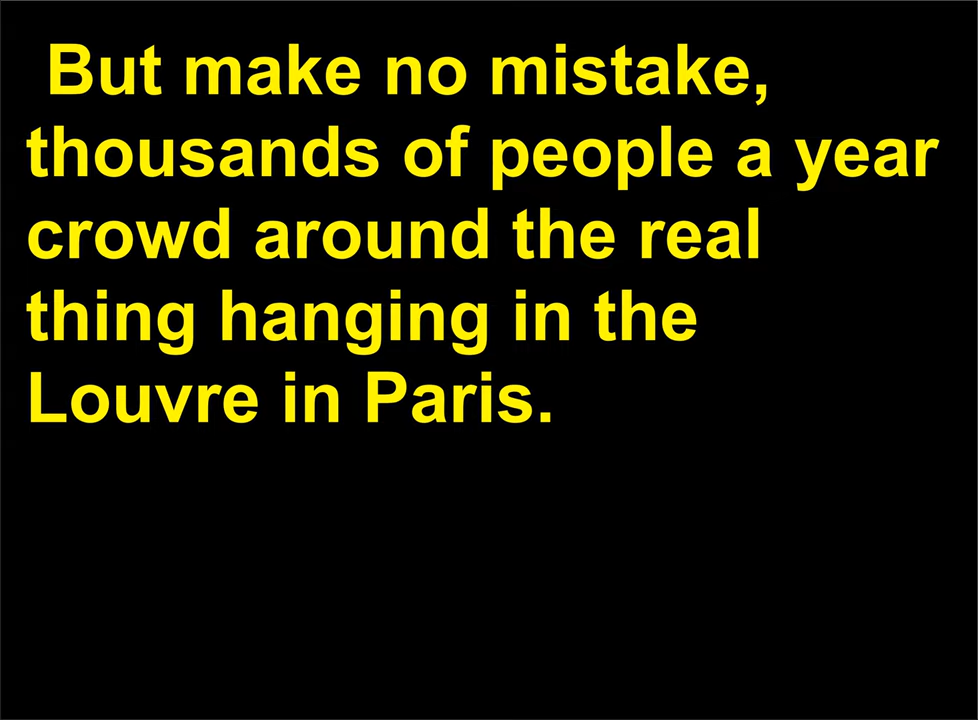 But make no mistake,
thousands of people a year
crowd around the real
thing hanging in the
Louvre in Paris.